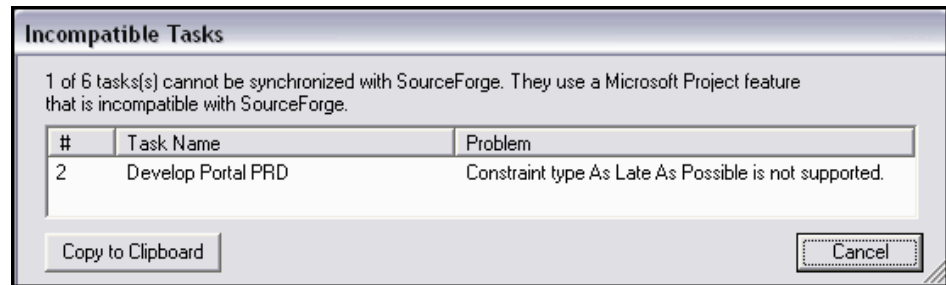 Incompatible Tasks
1 of 6 tasks(s) cannot be synchronized with SourceForge. They use a Microsoft Project feature
that is incompatible with SourceForge.
# Task Name Problem
2 Develop Portal PRD Constraint type As Late As Possible is not supported.
Copy to Clipboard Cancel